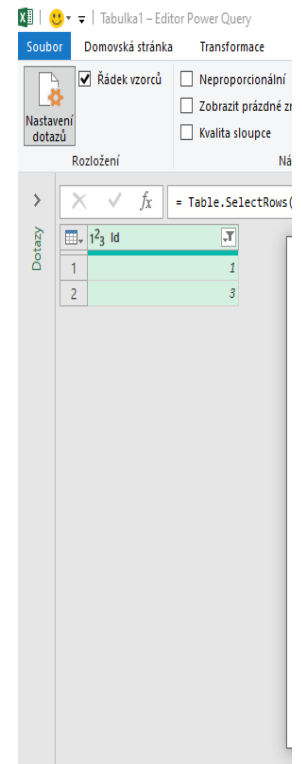 Tabulka1 – Editor Power Query
Soubor Domovská stránka Transformace
Řádek vzorců Neproporcionální
Zobrazit prázdné
Nastavení dotazů
Kvalita sloupce
Rozložení
= Table.SelectRows(
Dotazy
1²3 Id
1 1
2 3